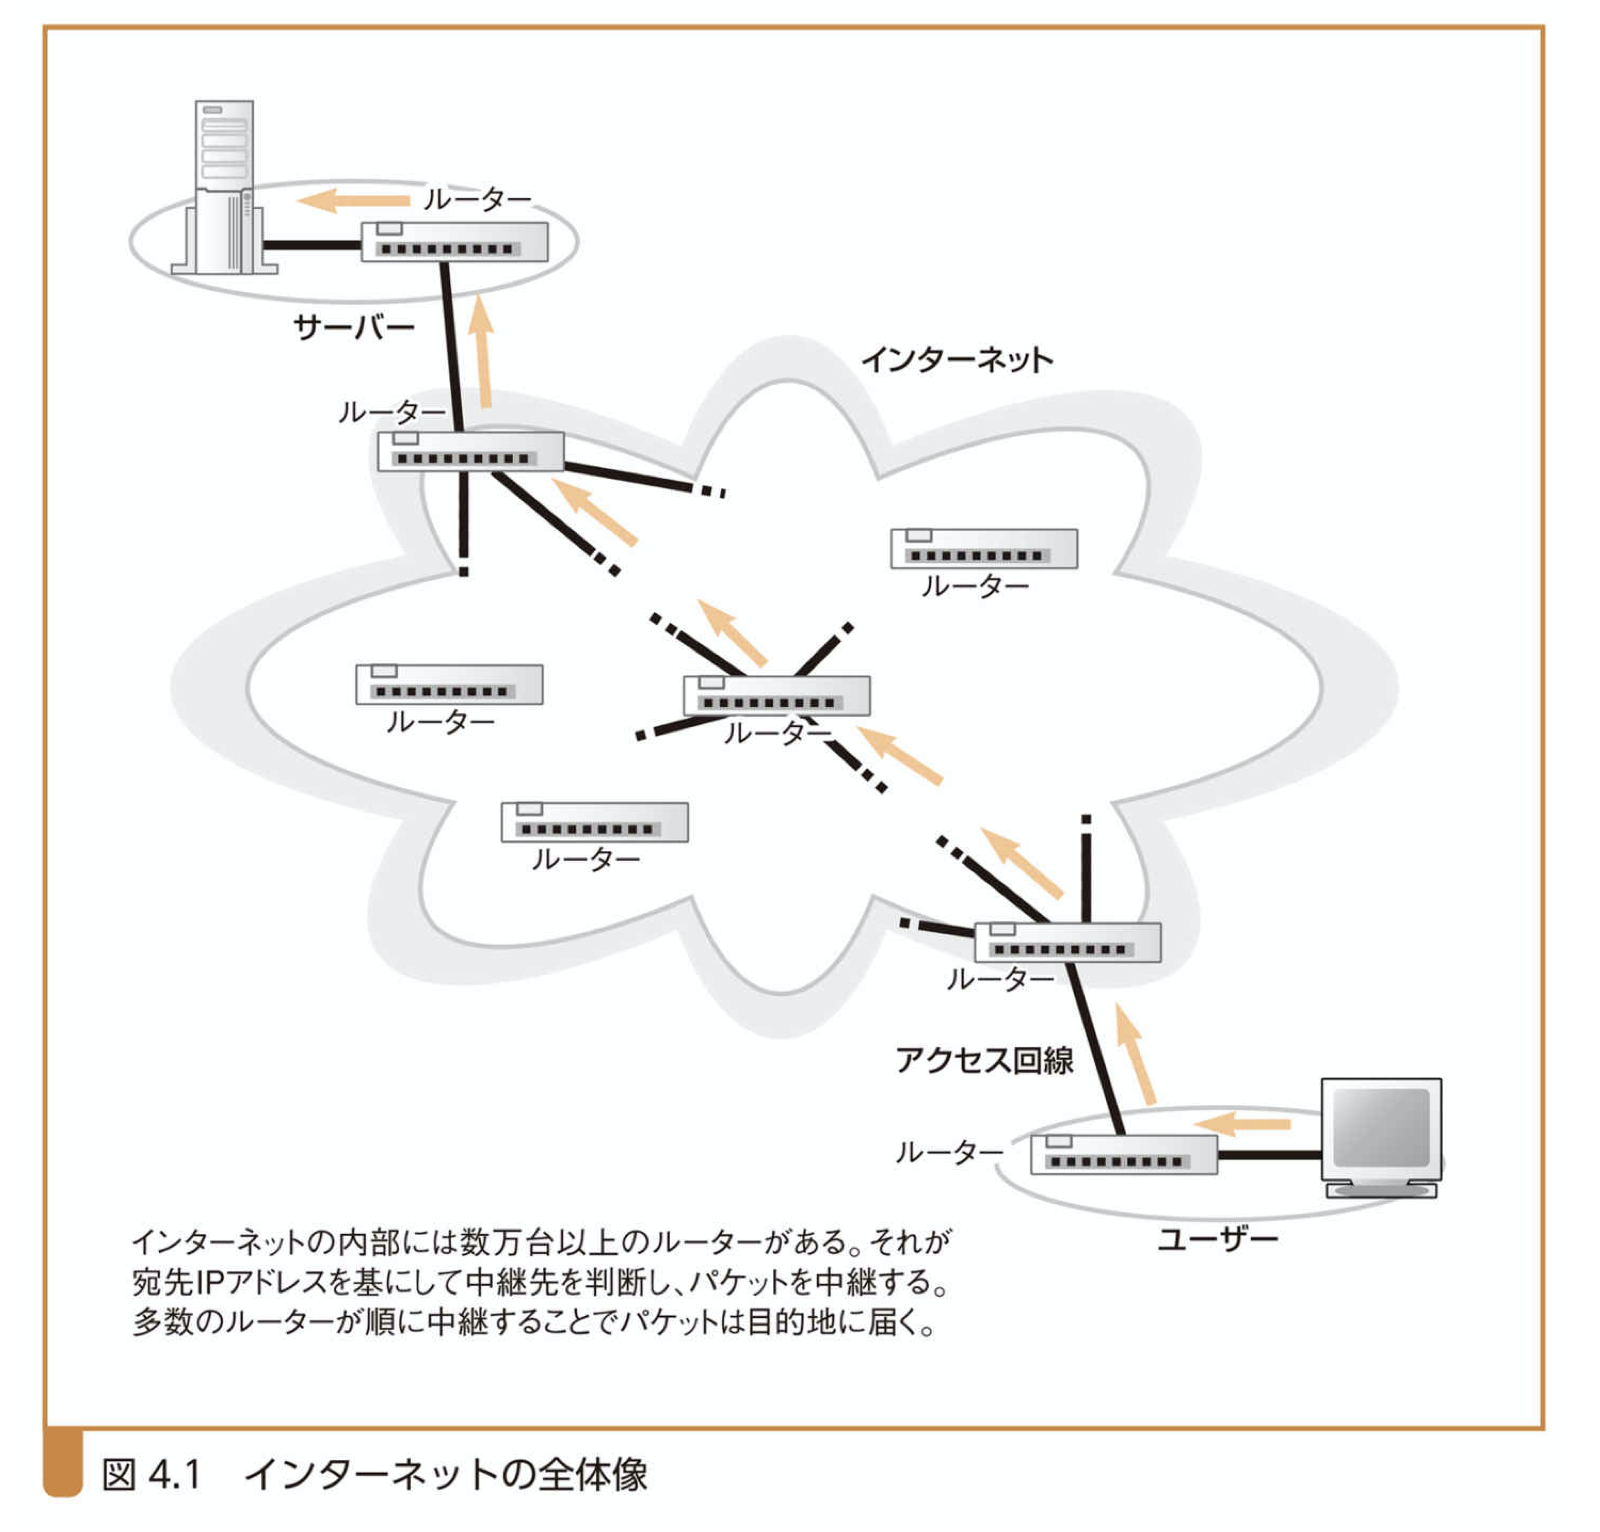 ルーター
サーバー
インターネット
ルーター
ルーター
ルーター
ルーター
ルーター
ルーター
アクセス回線
ルーター
ユーザー
インターネットの内部には数万台以上のルーターがある。それが
宛先IPアドレスを基にして中継先を判断し、パケットを中継する。
多数のルーターが順に中継することでパケットは目的地に届く。
図 4.1　インターネットの全体像